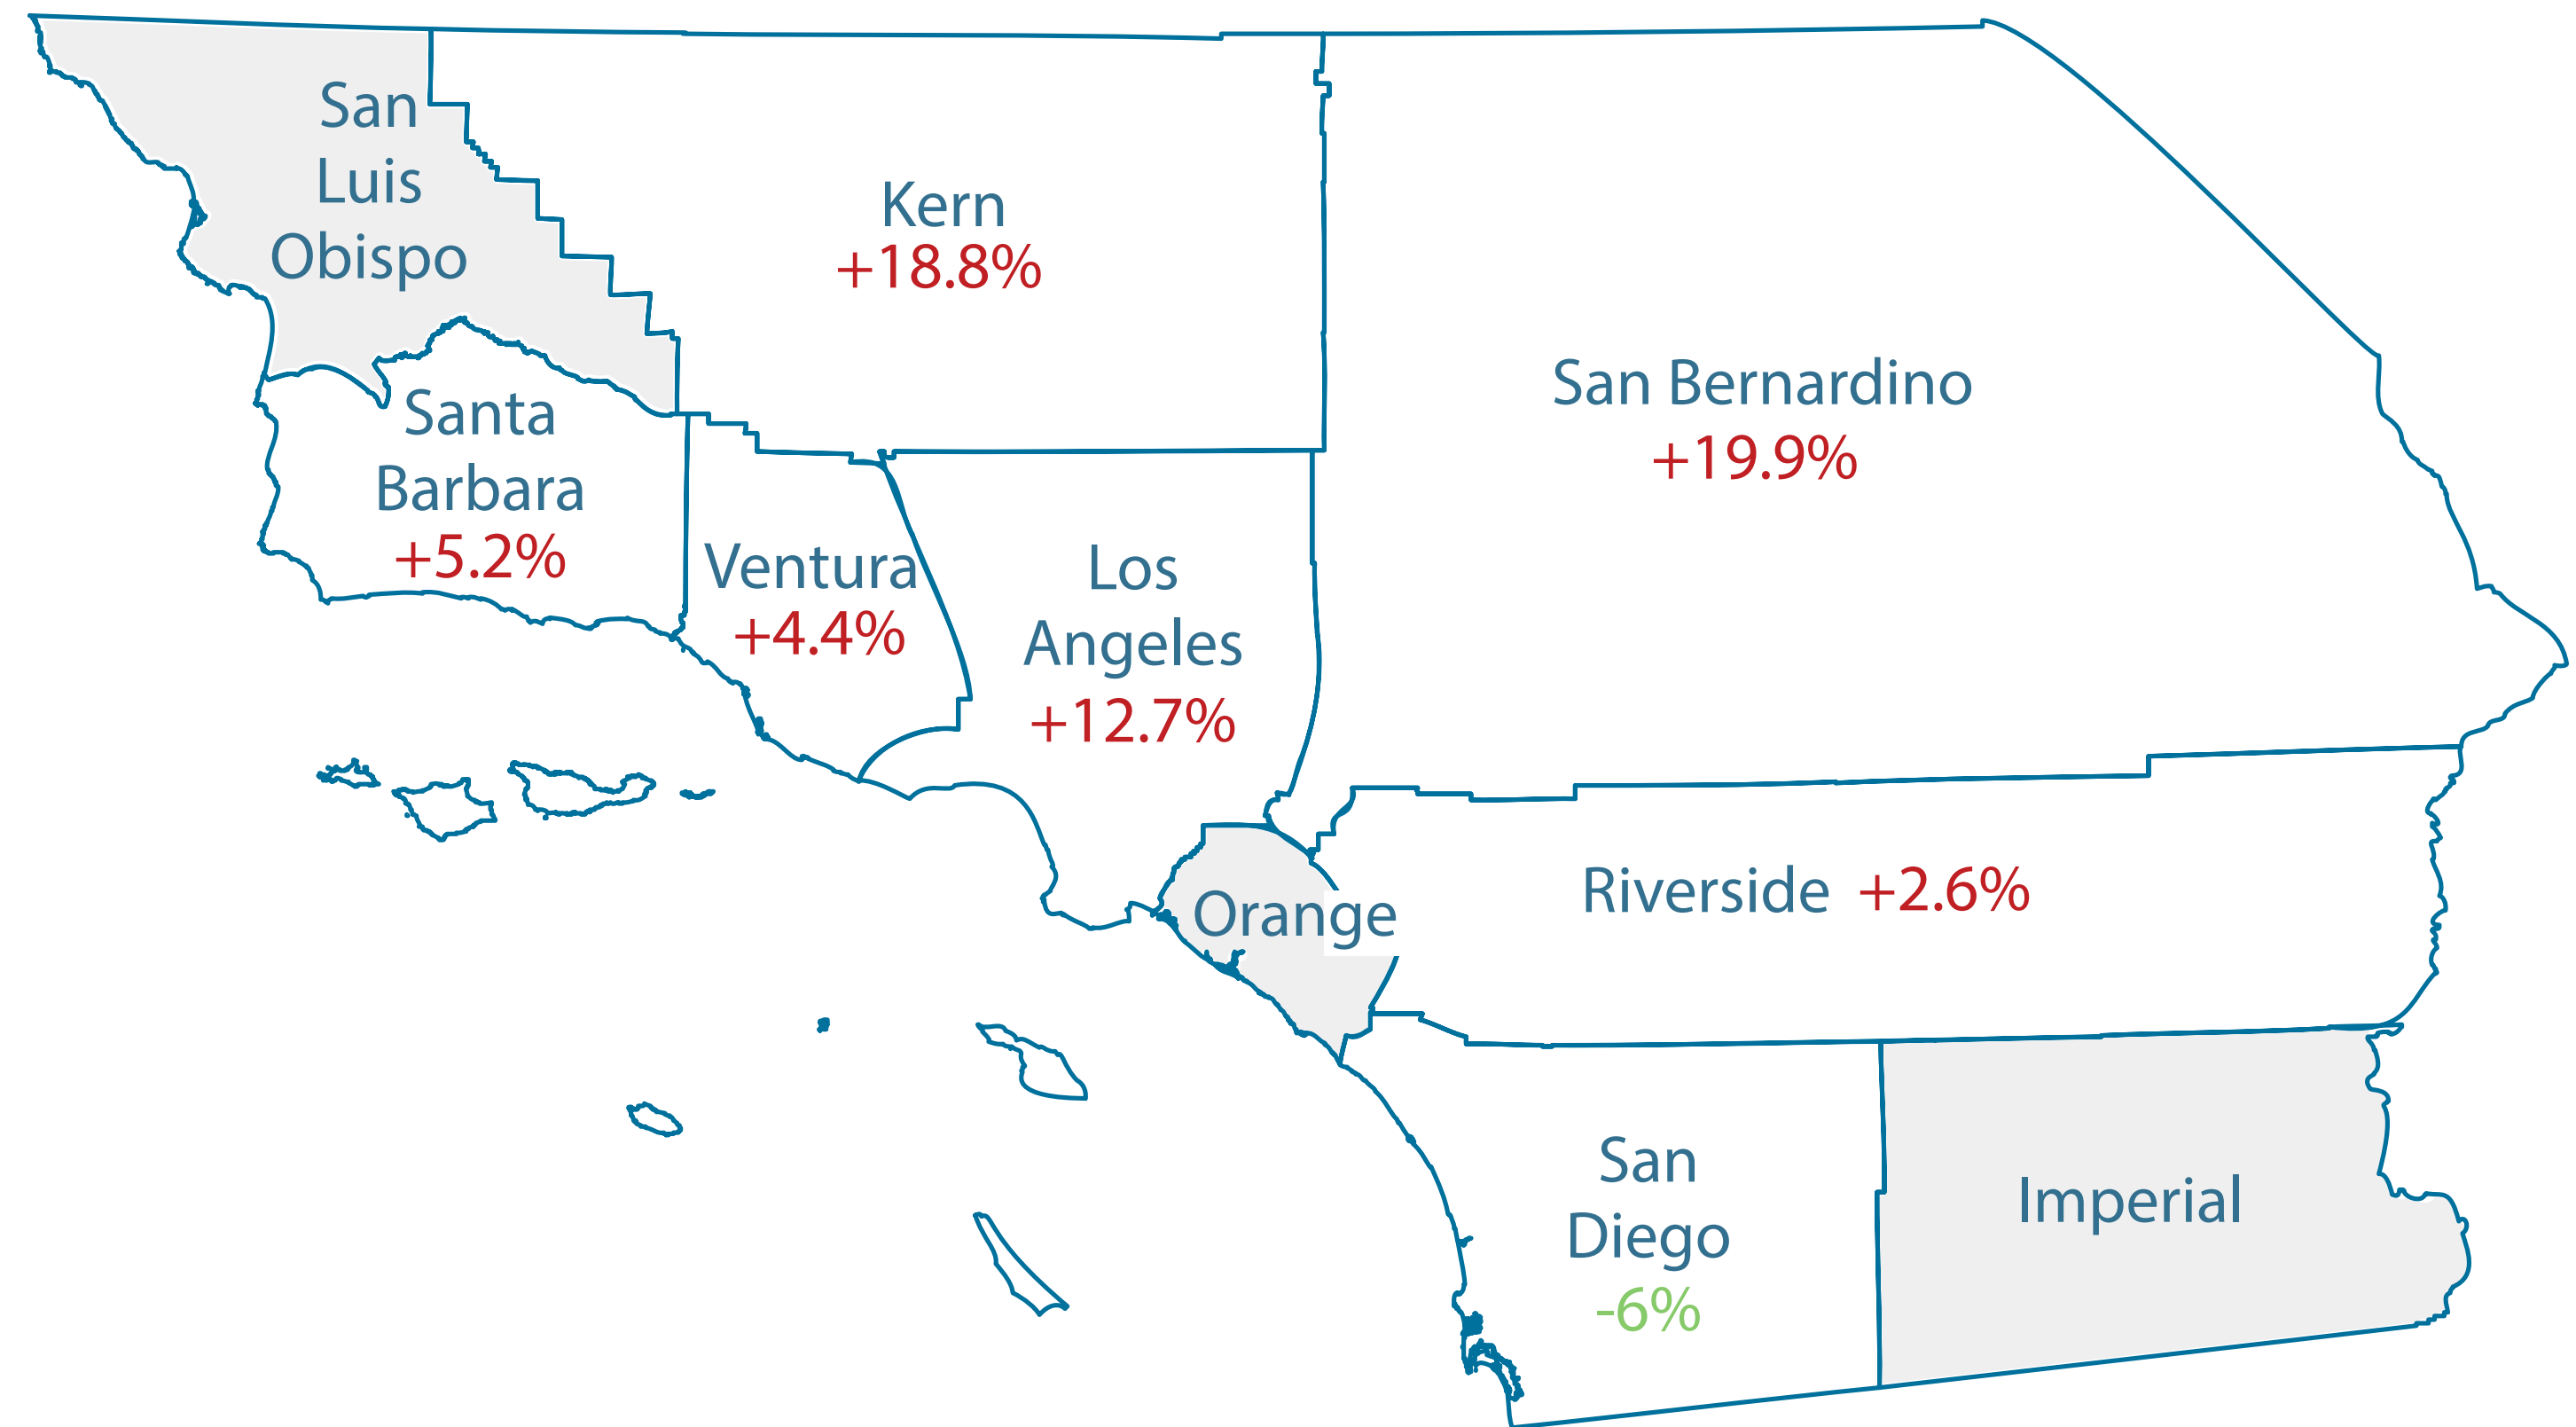 San
Luis
Obispo
Kern
+18.8%
San Bernardino
+19.9%
Santa
Barbara
+5.2%
Ventura
+4.4%
Los
Angeles
+12.7%
Orange
Riverside +2.6%
San
Diego
-6%
Imperial